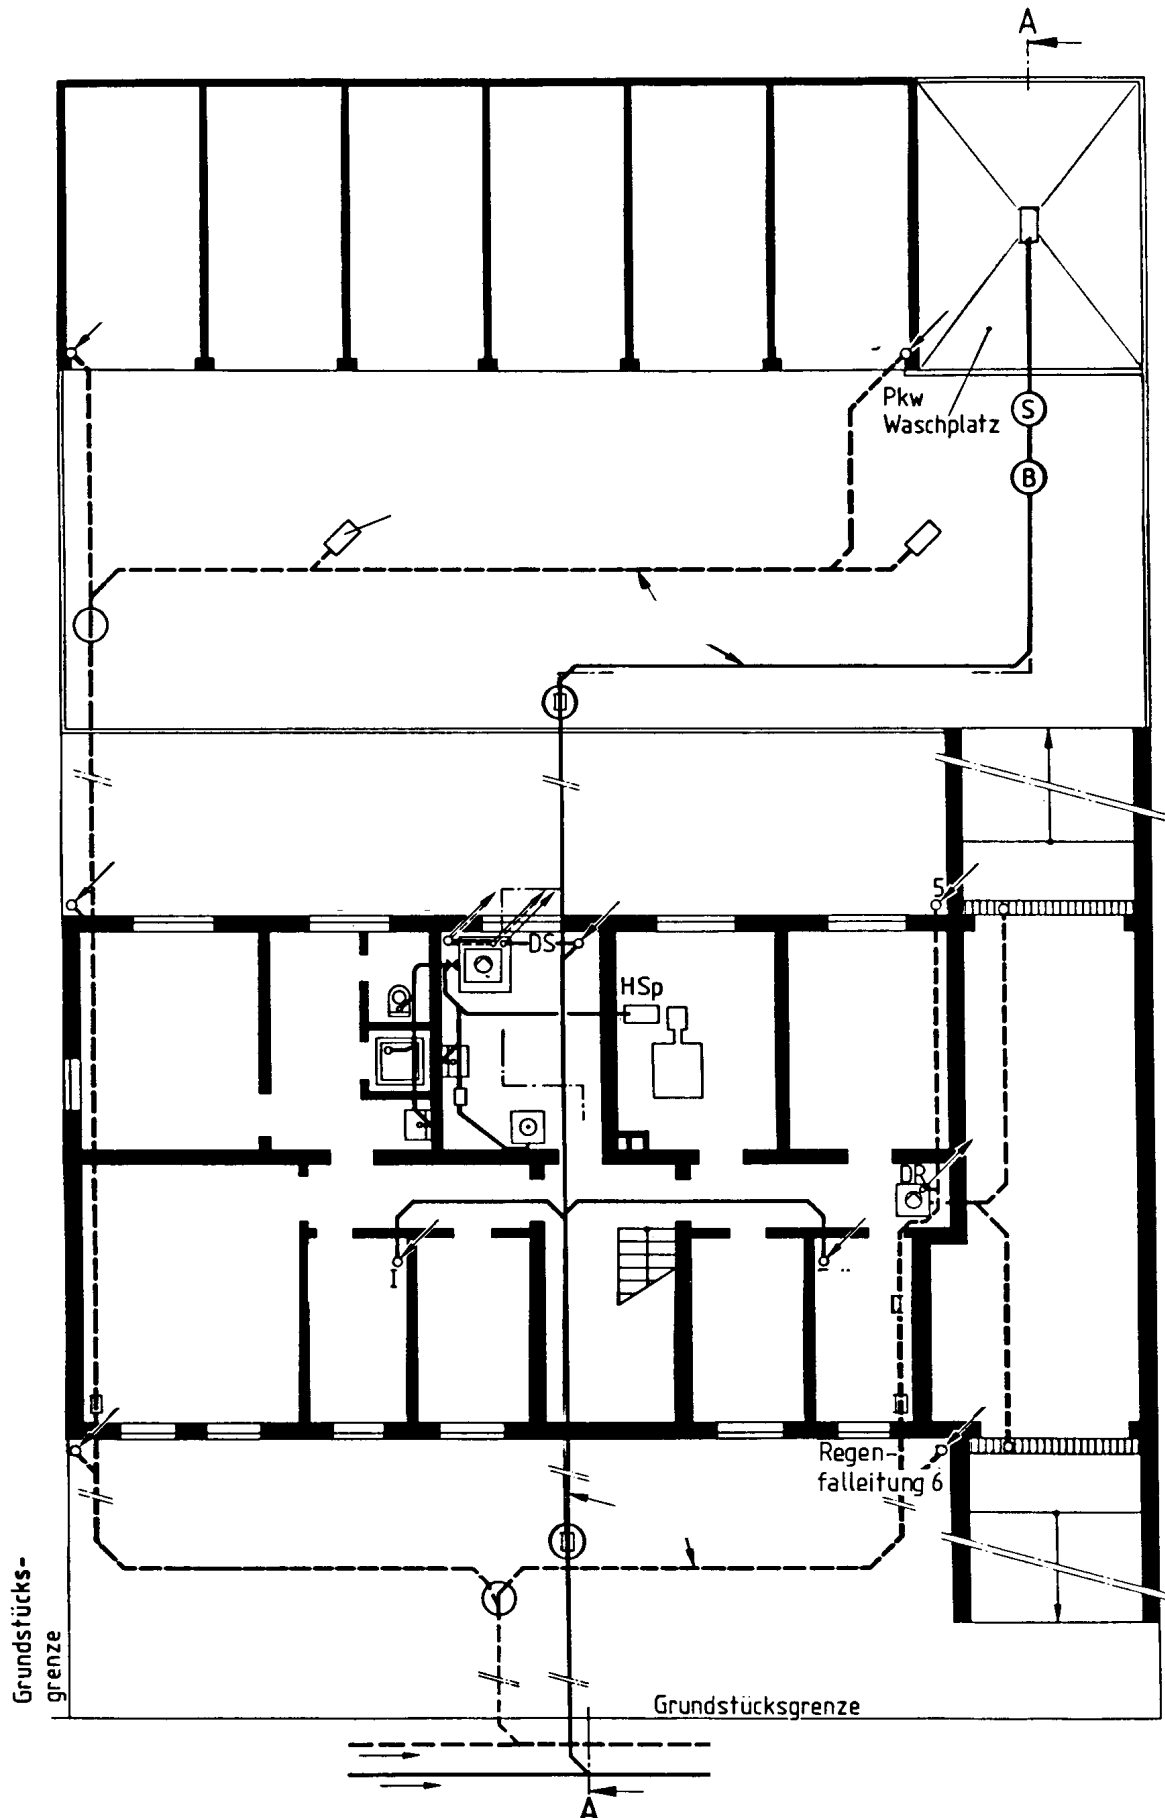 A
Pkw
Waschplatz
S
B
5
DS
HSp
DR
I
Regen-
falleitung 6
Grundstücks-
grenze
Grundstücksgrenze
A